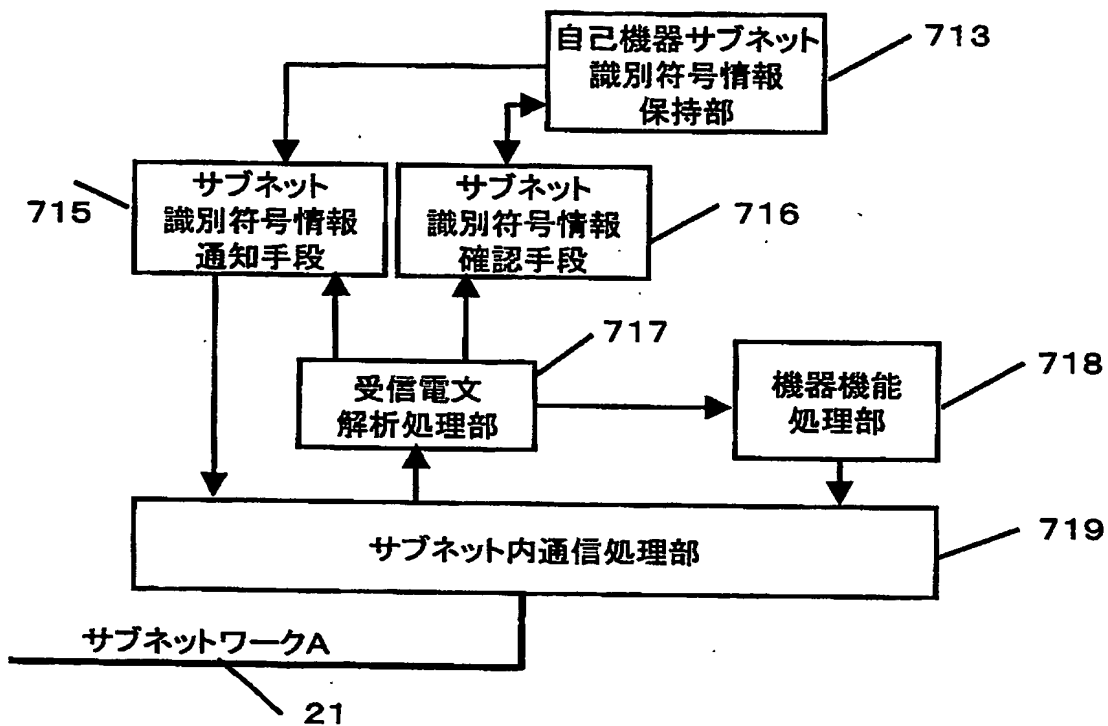 自己機器サブネット
識別符号情報
保持部
713
サブネット
識別符号情報
通知手段
715
サブネット
識別符号情報
確認手段
716
717
受信電文
解析処理部
機器機能
処理部
718
サブネット内通信処理部
719
サブネットワークA
21